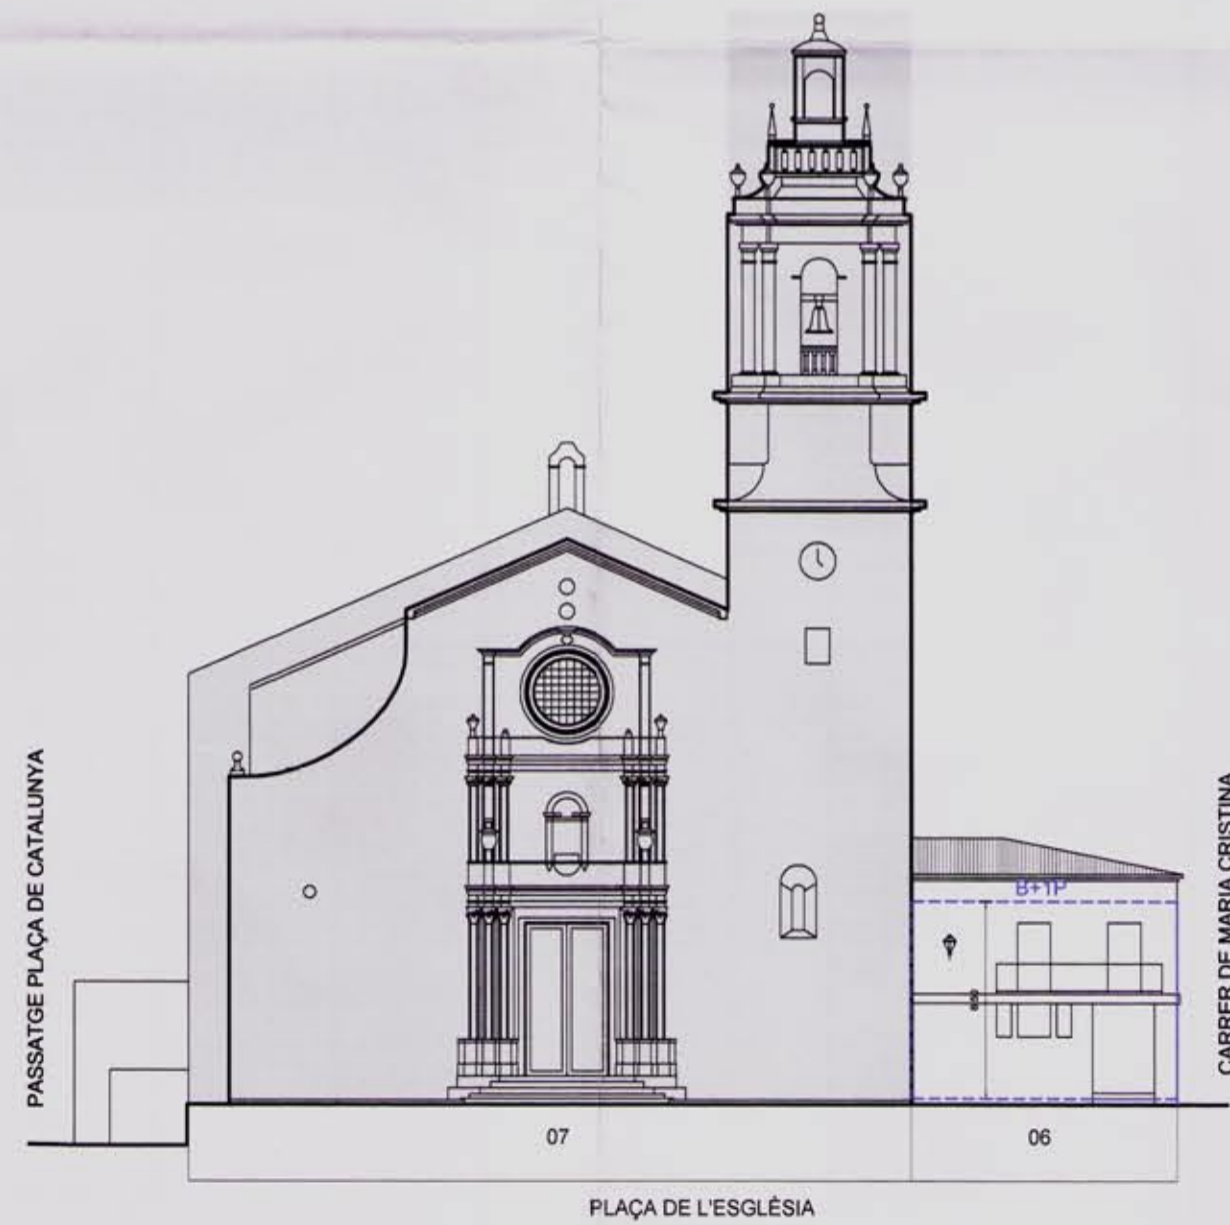 B+1P
PASSATGE PLAÇA DE CATALUNYA
CARRER DE MARIA CRISTINA
07
06
PLAÇA DE L'ESGLÉSIA